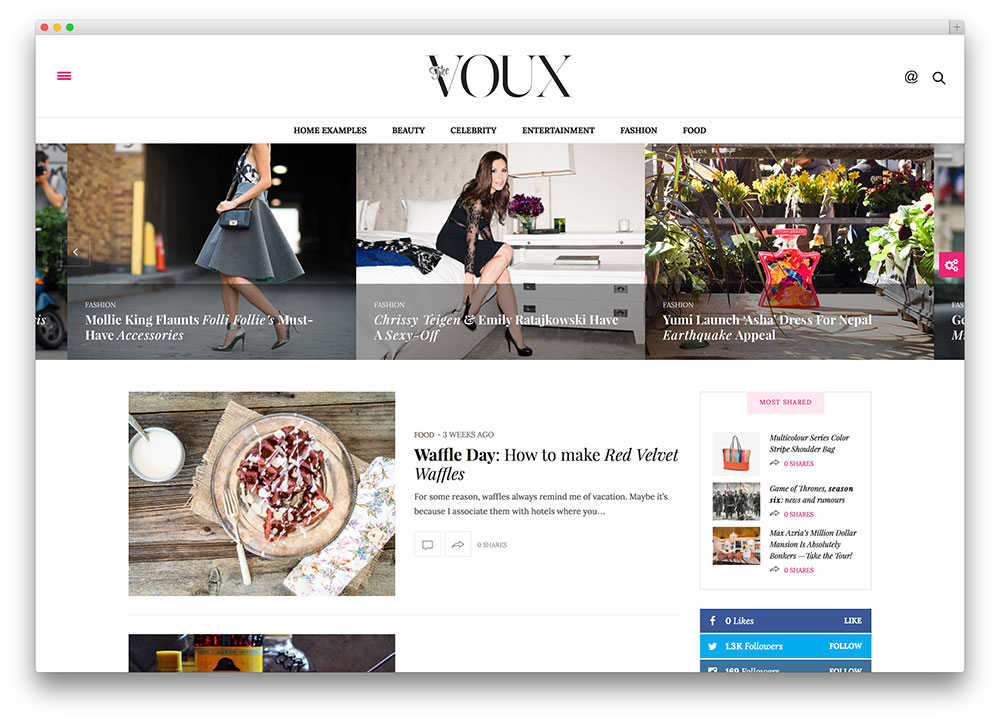 The
VOUX
HOME EXAMPLES BEAUTY CELEBRITY ENTERTAINMENT FASHION FOOD
FASHION
Mollie King Flaunts Folli Follie's Must-
Have Accessories
FASHION
Chrissy Teigen & Emily Ratajkowski Have
A Sexy-Off
FASHION
Yumi Launch 'Asha' Dress For Nepal
Earthquake Appeal
FOOD - 3 WEEKS AGO
Waffle Day: How to make Red Velvet
Waffles
For some reason, waffles always remind me of vacation. Maybe it's
because I associate them with hotels where you…
0 SHARES
MOST SHARED
Multicolour Series Color
Stripe Shoulder Bag
0 SHARES
Game of Thrones, season
six: news and rumours
0 SHARES
Max Azria's Million Dollar
Mansion Is Absolutely
Bonkers —Take the Tour!
0 SHARES
0 Likes LIKE
1.3K Followers FOLLOW
169 Followers FOLLOW